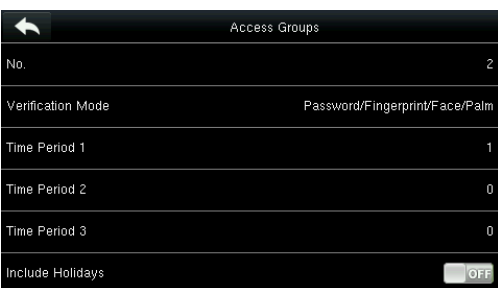 Access Groups
No. 2
Verification Mode Password/Fingerprint/Face/Palm
Time Period 1 1
Time Period 2 0
Time Period 3 0
Include Holidays OFF